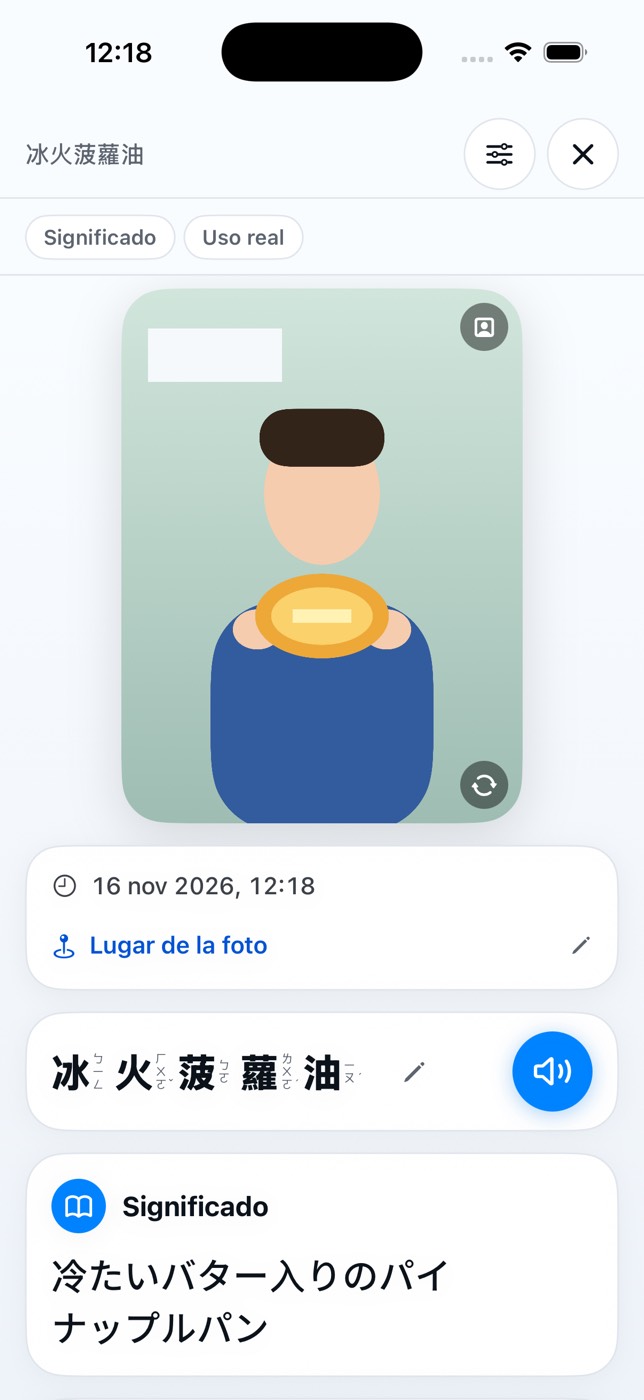 12:18
冰火菠蘿油
Significado
Uso real
16 nov 2026, 12:18
Lugar de la foto
冰ㄅㄧㄥ 火ㄏㄨㄛˇ 菠ㄅㄛ 蘿ㄌㄨㄛˊ 油ㄧㄡˊ
Significado
冷たいバター入りのパイ
ナップルパン